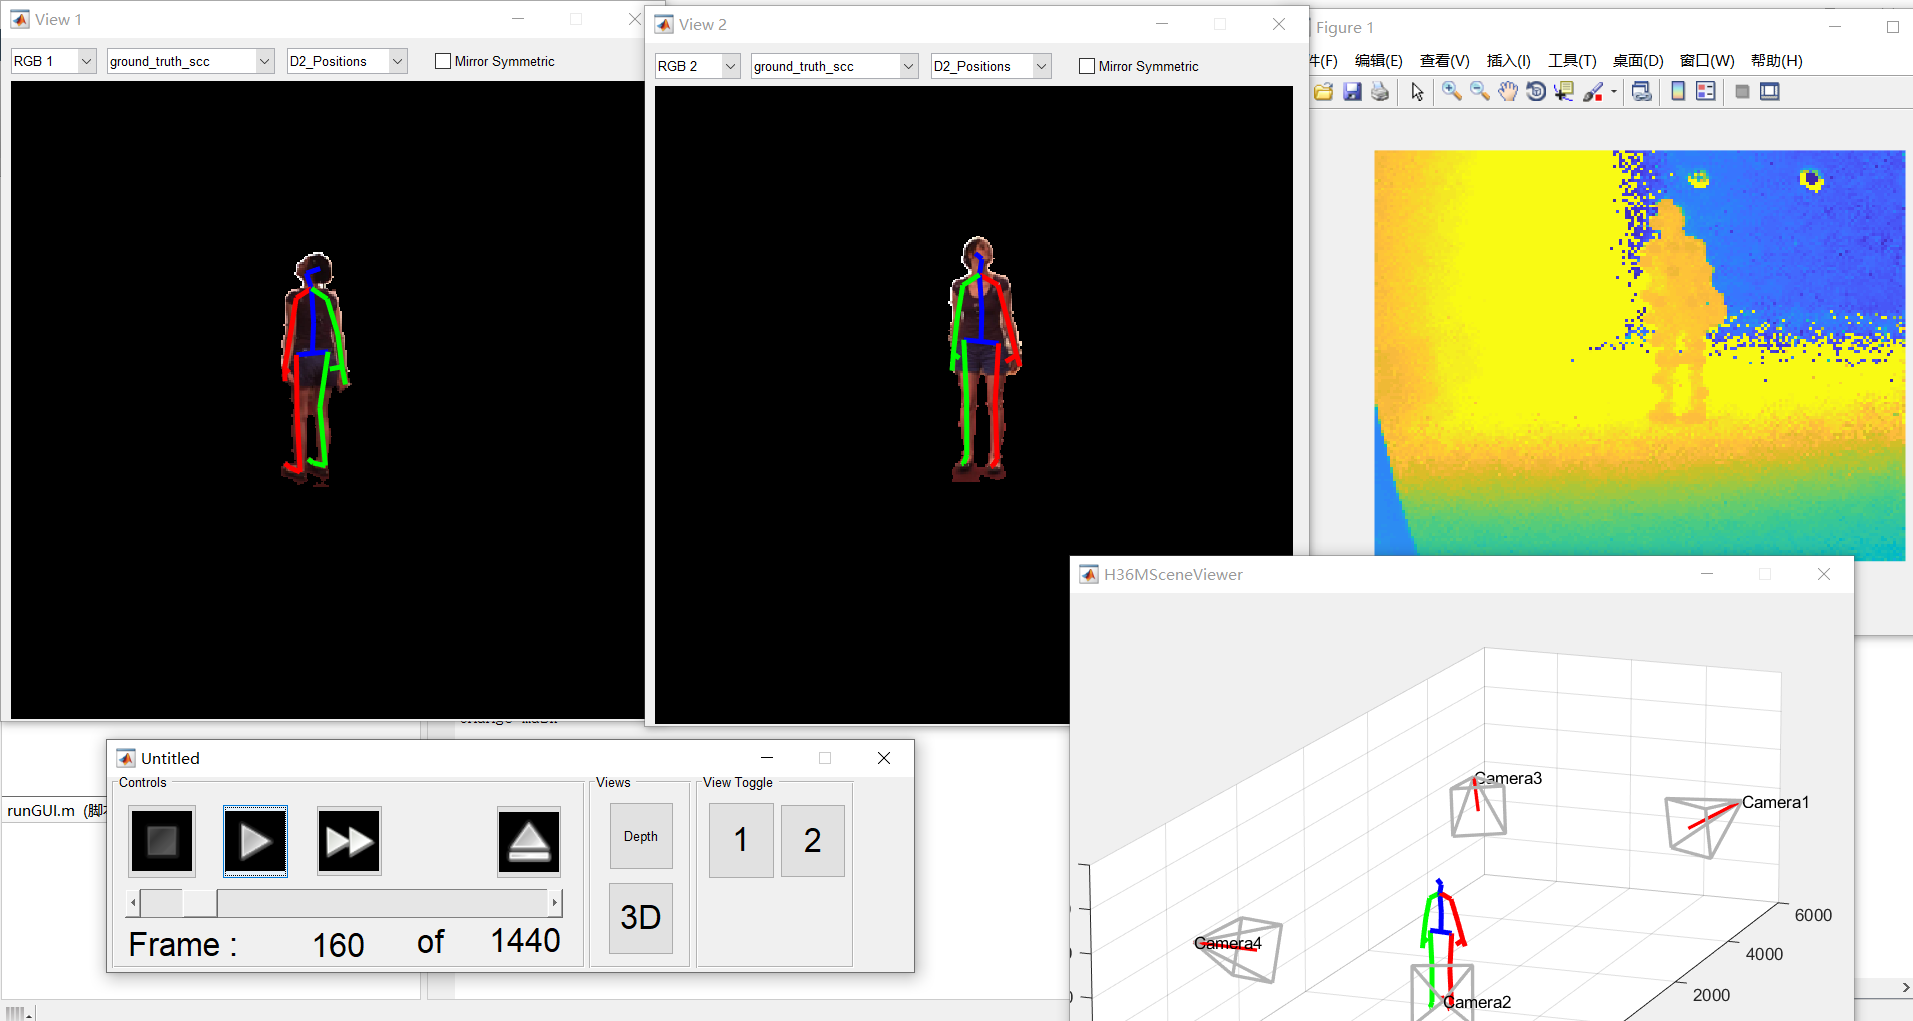 View 1
RGB 1
ground_truth_scc
D2_Positions
Mirror Symmetric
View 2
RGB 2
ground_truth_scc
D2_Positions
Mirror Symmetric
Figure 1
件(F) 编辑(E) 查看(V) 插入(I) 工具(T) 桌面(D) 窗口(W) 帮助(H)
H36MSceneViewer
Camera3
Camera1
Camera4
Camera2
6000
4000
2000
runGUI.m (脚本
Untitled
Controls
Views
View Toggle
Depth
1
2
3D
Frame : 160 of 1440